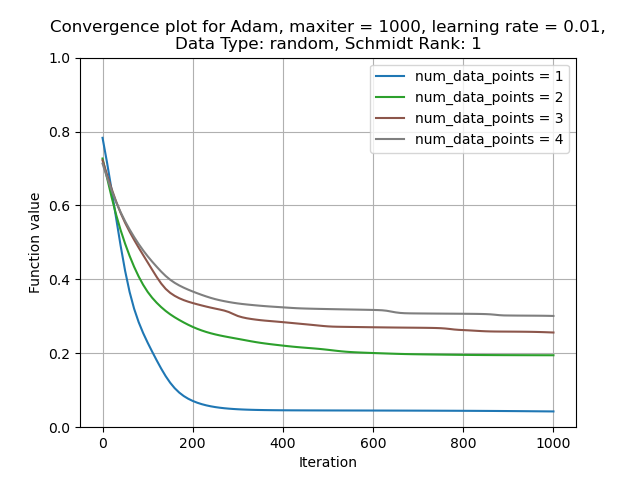 Convergence plot for Adam, maxiter = 1000, learning rate = 0.01,
Data Type: random, Schmidt Rank: 1
num_data_points = 1
num_data_points = 2
num_data_points = 3
num_data_points = 4
Function value
1.0
0.8
0.6
0.4
0.2
0.0
0 200 400 600 800 1000
Iteration